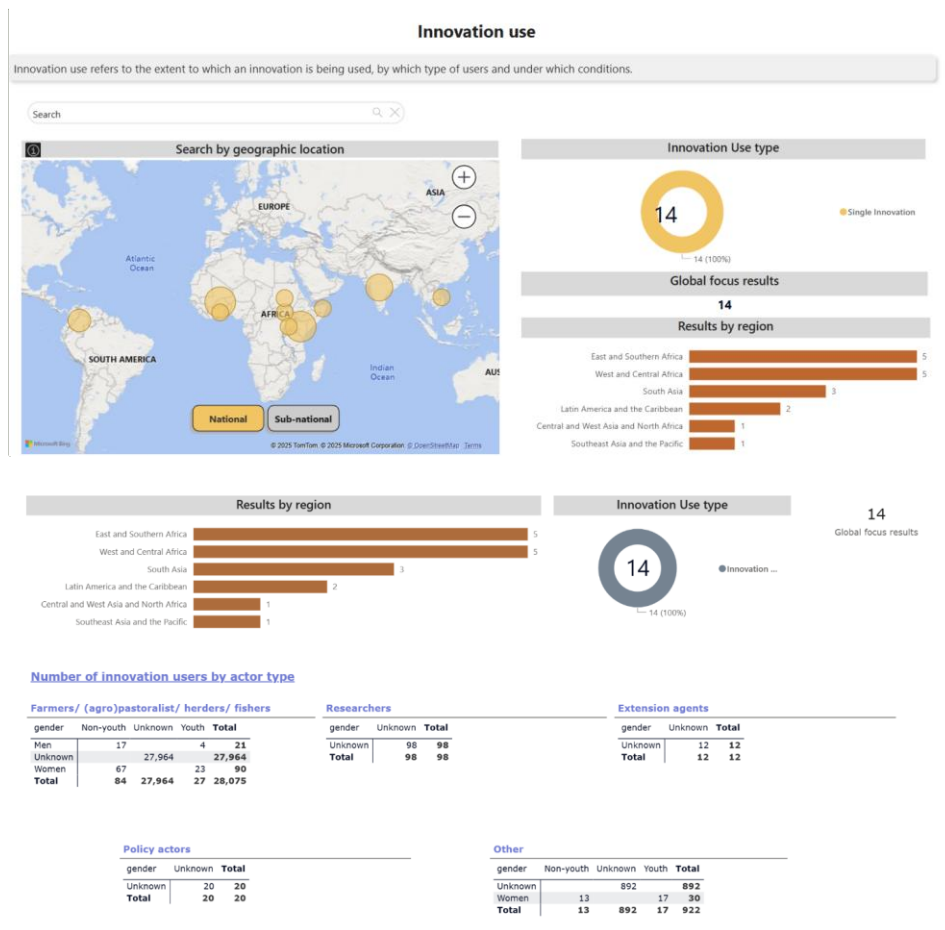 Innovation use
Innovation use refers to the extent to which an innovation is being used, by which type of users and under which conditions.
Search
Search by geographic location
ASIA
EUROPE
Atlantic
Ocean
AFRICA
SOUTH AMERICA
Indian
Ocean
AUS
National
Sub-national
Microsoft Bing
© 2025 TomTom © 2025 Microsoft Corporation © OpenStreetMap Terms
Innovation Use type
14
Single Innovation
14 (100%)
Global focus results
14
Results by region
East and Southern Africa 5
West and Central Africa 5
South Asia 3
Latin America and the Caribbean 2
Central and West Asia and North Africa 1
Southeast Asia and the Pacific 1
Results by region
East and Southern Africa 5
West and Central Africa 5
South Asia 3
Latin America and the Caribbean 2
Central and West Asia and North Africa 1
Southeast Asia and the Pacific 1
Innovation Use type
14
Innovation ...
14 (100%)
14
Global focus results
Number of innovation users by actor type
Farmers/ (agro)pastoralist/ herders/ fishers
gender Non-youth Unknown Youth Total
Men 17 4 21
Unknown 27,964 27,964
Women 67 23 90
Total 84 27,964 27 28,075
Researchers
gender Unknown Total
Unknown 98 98
Total 98 98
Extension agents
gender Unknown Total
Unknown 12 12
Total 12 12
Policy actors
gender Unknown Total
Unknown 20 20
Total 20 20
Other
gender Non-youth Unknown Youth Total
Unknown 892 892
Women 13 17 30
Total 13 892 17 922